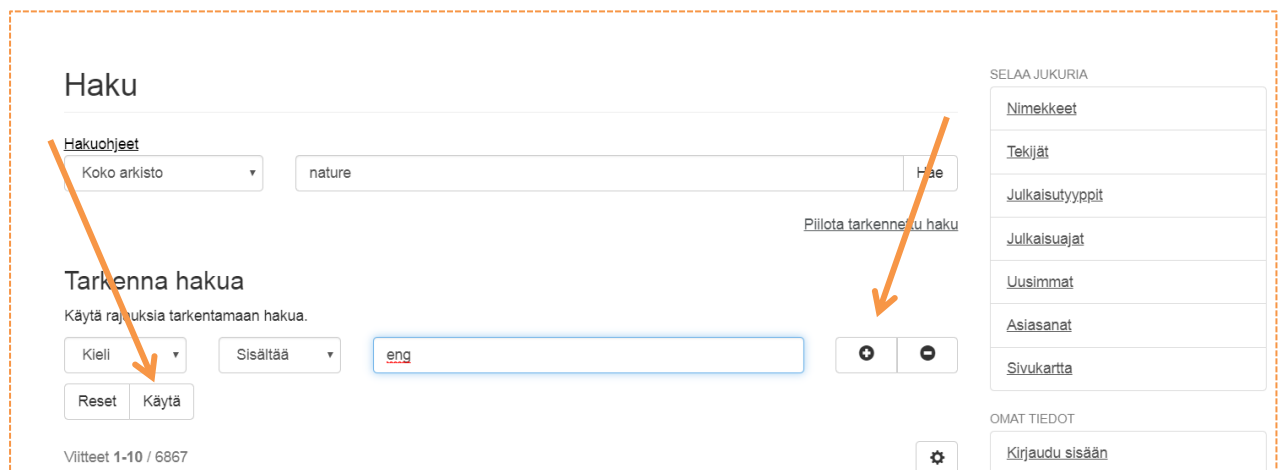 Haku
Hakuohjeet
Koko arkisto
nature
Hae
Piilota tarkennettu haku
Tarkenna hakua
Käytä rajauksia tarkentamaan hakua.
Kieli
Sisältää
eng
Reset
Käytä
Viitteet 1-10 / 6867
SELAA JUKURIA
Nimekkeet
Tekijät
Julkaisutyyppit
Julkaisuajat
Uusimmat
Asiasanat
Sivukartta
OMAT TIEDOT
Kirjaudu sisään